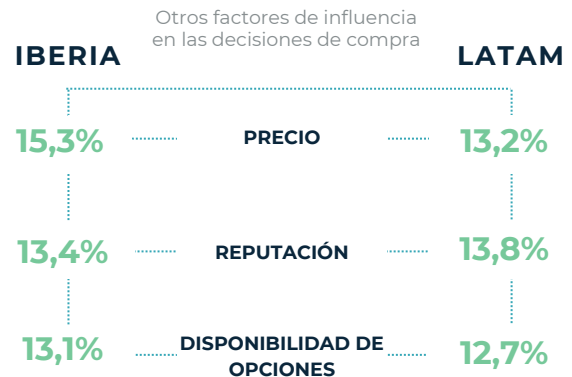 Otros factores de influencia
en las decisiones de compra
IBERIA
LATAM
15,3%
PRECIO
13,2%
13,4%
REPUTACIÓN
13,8%
13,1%
DISPONIBILIDAD DE
OPCIONES
12,7%